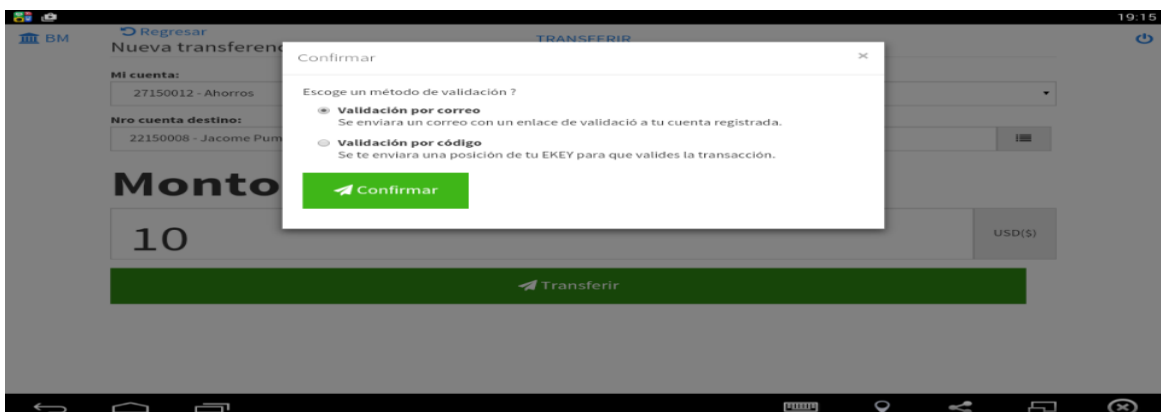 19:15
BM
Regresar
TRANSFERIR
Nueva transferenc
Confirmar
×
Mi cuenta:
27150012 - Ahorros
Escoge un método de validación ?
Validación por correo
Se enviara un correo con un enlace de validació a tu cuenta registrada.
Nro cuenta destino:
22150008 - Jacome Pum
Validación por código
Se te enviara una posición de tu EKEY para que valides la transacción.
Monto
Confirmar
10
USD($)
Transferir